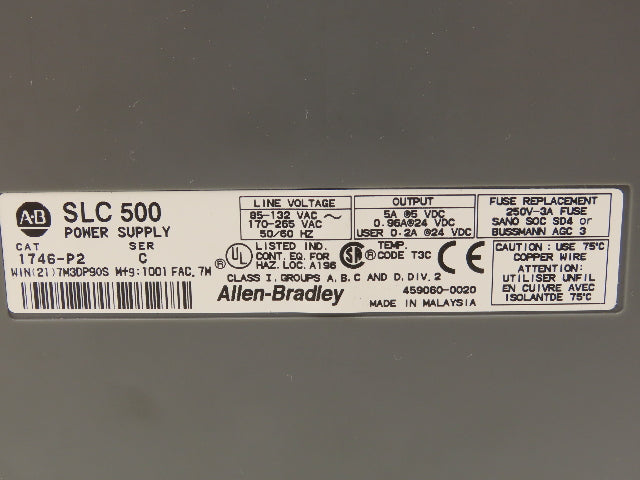 A-B SLC 500
POWER SUPPLY
CAT SER
1746-P2 C
WIN(21)7M3DP90S Mfg:1001 FAC. 7M
LINE VOLTAGE
85-132 VAC ~
170-265 VAC
50/60 HZ
OUTPUT
5A @5 VDC
0.96A@24 VDC
USER 0.2A @24 VDC
FUSE REPLACEMENT
250V-3A FUSE
SANO SOC SD4 or
BUSSMANN AGC 3
UL ® LISTED IND.
CONT. EQ. FOR
HAZ. LOC. A196
SA ® TEMP.
CODE T3C
CE
CLASS I, GROUPS A, B, C AND D, DIV. 2
Allen-Bradley
459060-0020
MADE IN MALAYSIA
CAUTION : USE 75°C
COPPER WIRE
ATTENTION:
UTILISER UNFIL
EN CUIVRE AVEC
ISOLANTDE 75°C